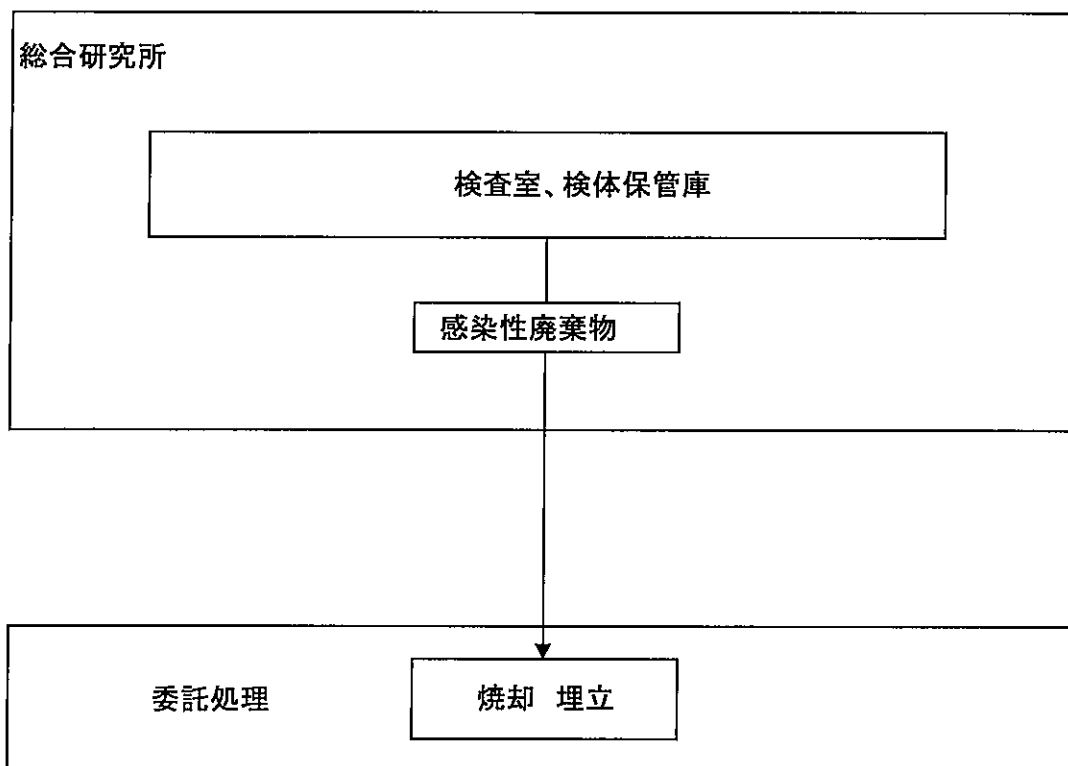 総合研究所
検査室、検体保管庫
感染性廃棄物
委託処理
焼却 埋立